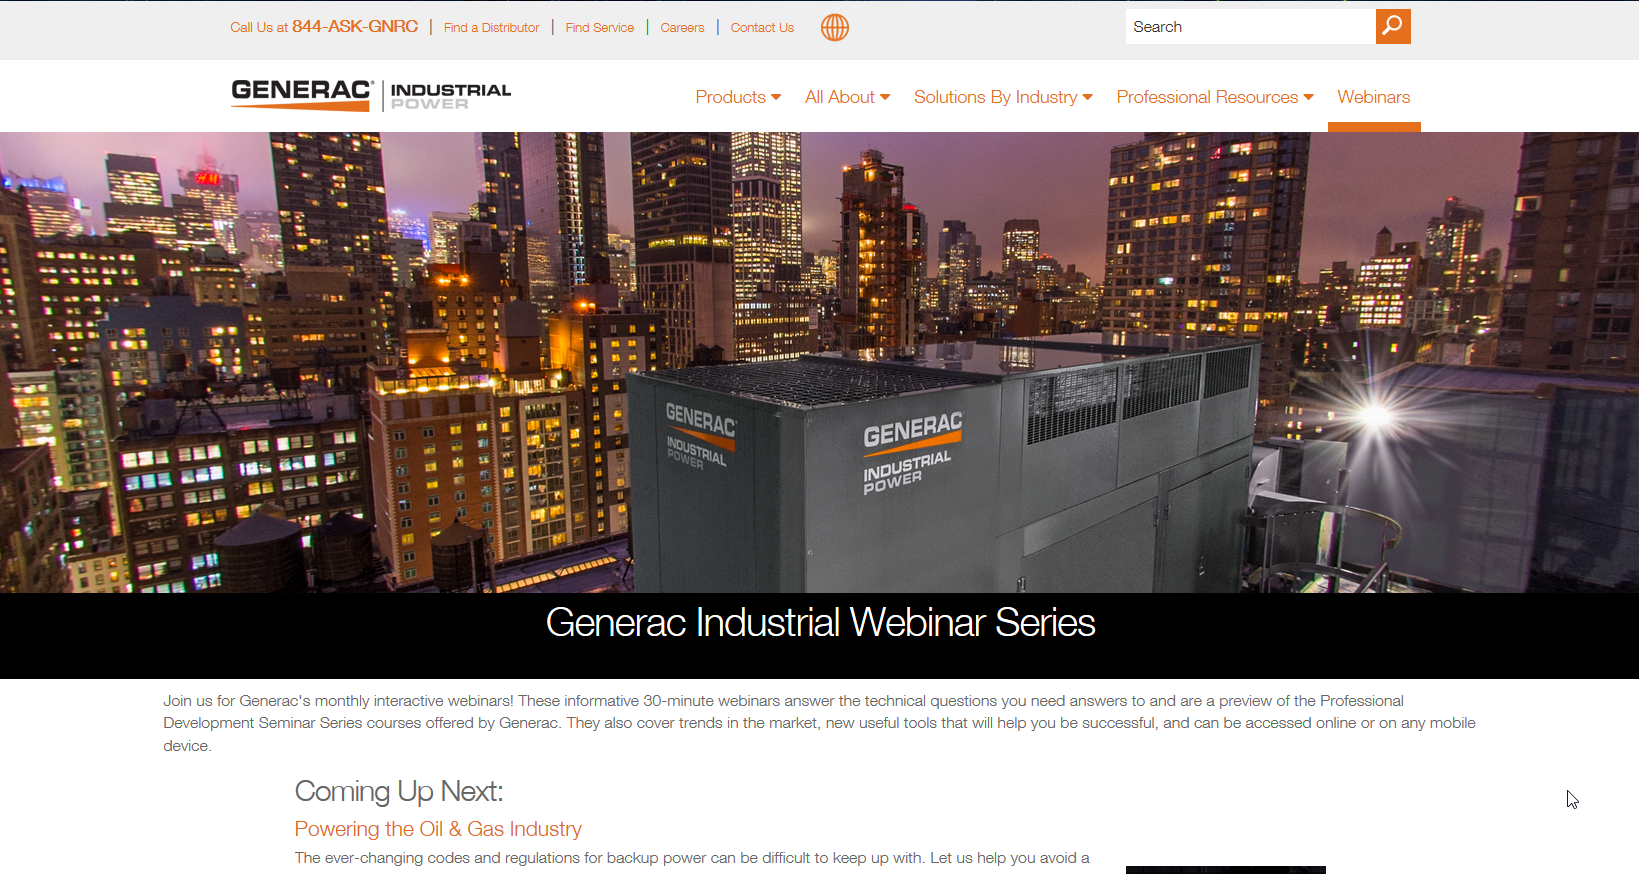 Call Us at 844-ASK-GNRC | Find a Distributor | Find Service | Careers | Contact Us
Search
GENERAC® | INDUSTRIAL
POWER
Products All About Solutions By Industry Professional Resources Webinars
H&M
GENERAC
INDUSTRIAL
POWER
GENERAC
INDUSTRIAL
POWER
Generac Industrial Webinar Series
Join us for Generac's monthly interactive webinars! These informative 30-minute webinars answer the technical questions you need answers to and are a preview of the Professional
Development Seminar Series courses offered by Generac. They also cover trends in the market, new useful tools that will help you be successful, and can be accessed online or on any mobile
device.
Coming Up Next:
Powering the Oil & Gas Industry
The ever-changing codes and regulations for backup power can be difficult to keep up with. Let us help you avoid a